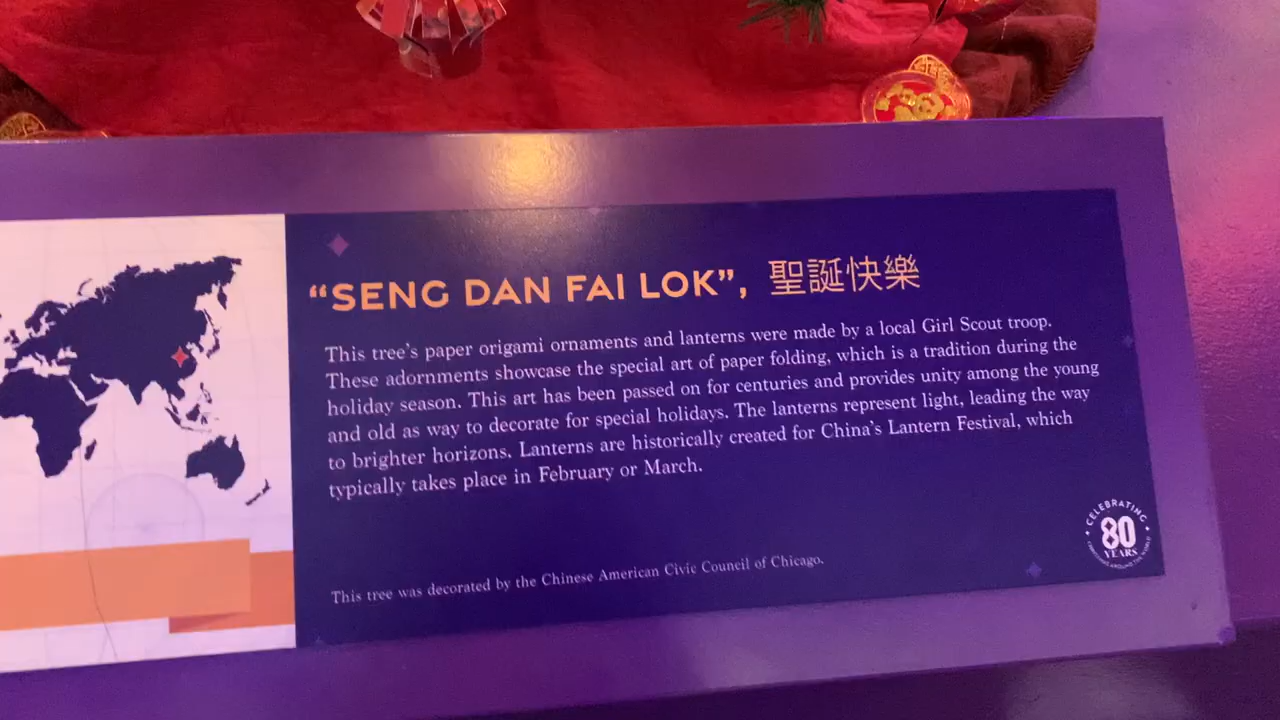 “SENG DAN FAI LOK”, 聖誕快樂
This tree’s paper origami ornaments and lanterns were made by a local Girl Scout troop.
These adornments showcase the special art of paper folding, which is a tradition during the
holiday season. This art has been passed on for centuries and provides unity among the young
and old as way to decorate for special holidays. The lanterns represent light, leading the way
to brighter horizons. Lanterns are historically created for China’s Lantern Festival, which
typically takes place in February or March.
This tree was decorated by the Chinese American Civic Council of Chicago.
CELEBRATING
80
YEARS